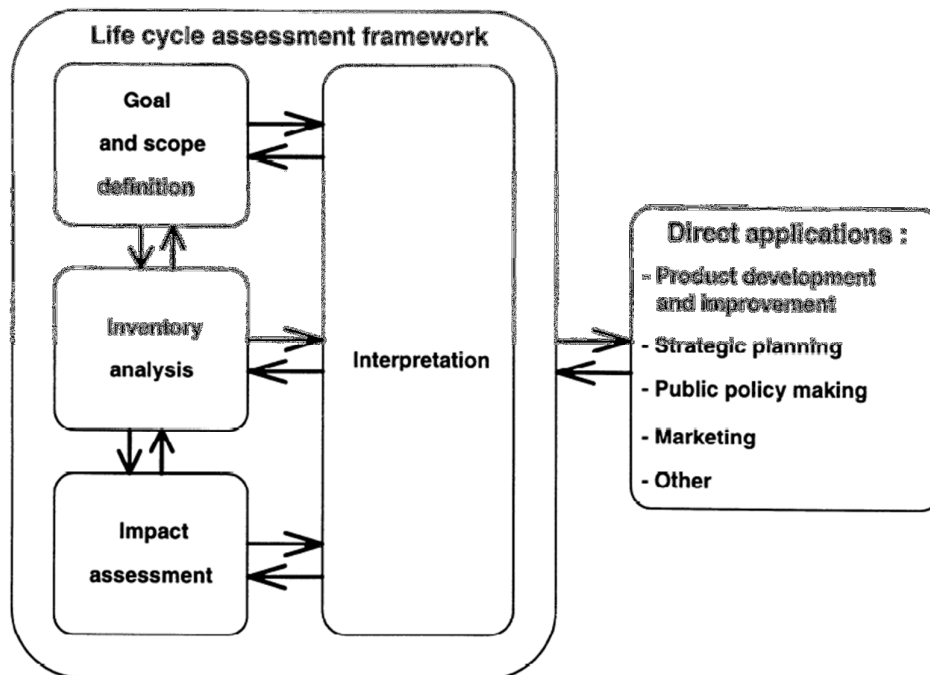 Life cycle assessment framework
Goal
and scope
definition
Inventory
analysis
Impact
assessment
Interpretation
Direct applications :
- Product development
and improvement
- Strategic planning
- Public policy making
- Marketing
- Other